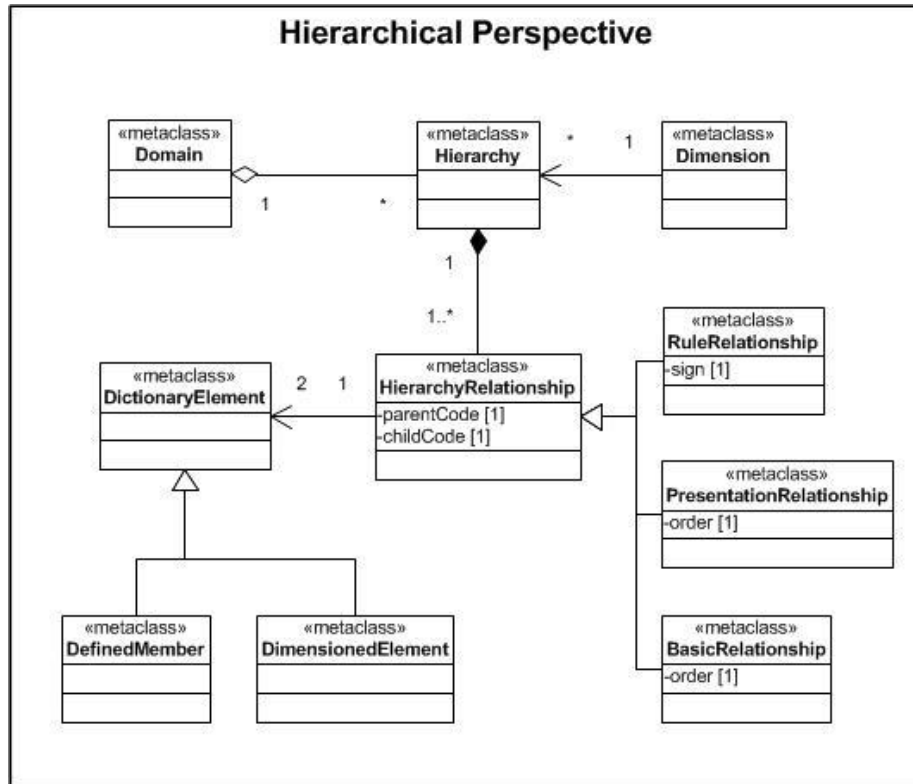 Hierarchical Perspective
«metaclass»
Domain
«metaclass»
Hierarchy
«metaclass»
Dimension
1
*
*
1
1
1..*
«metaclass»
DictionaryElement
2
1
«metaclass»
HierarchyRelationship
-parentCode [1]
-childCode [1]
«metaclass»
RuleRelationship
-sign [1]
«metaclass»
PresentationRelationship
-order [1]
«metaclass»
DefinedMember
«metaclass»
DimensionedElement
«metaclass»
BasicRelationship
-order [1]